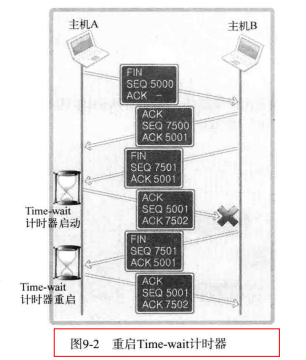 主机A
主机B
FIN
SEQ 5000
ACK -
ACK
SEQ 7500
ACK 5001
FIN
SEQ 7501
ACK 5001
Time-wait
计时器启动
ACK
SEQ 5001
ACK 7502
FIN
SEQ 7501
ACK 5001
Time-wait
计时器重启
ACK
SEQ 5001
ACK 7502
图9-2 重启Time-wait计时器